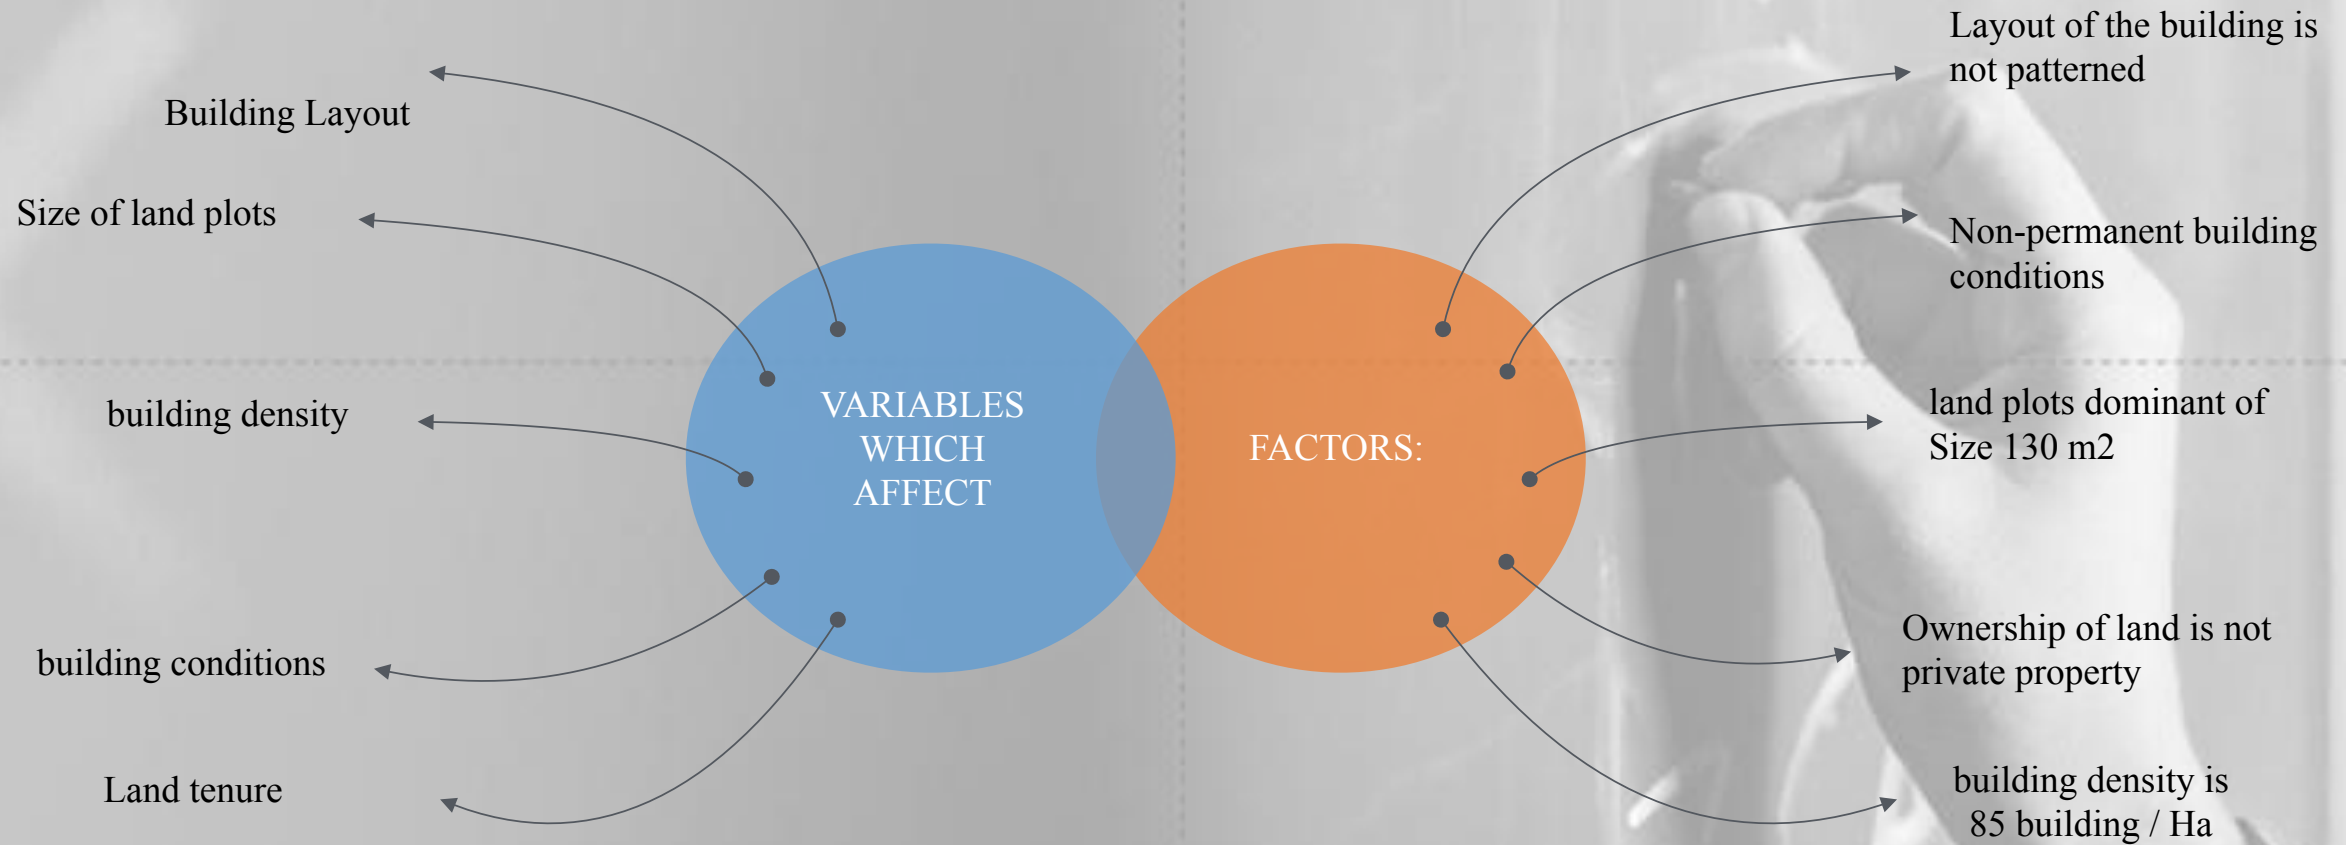 Building Layout
Size of land plots
building density
building conditions
Land tenure
VARIABLES
WHICH
AFFECT
FACTORS:
Layout of the building is
not patterned
Non-permanent building
conditions
land plots dominant of
Size 130 m2
Ownership of land is not
private property
building density is
85 building / Ha